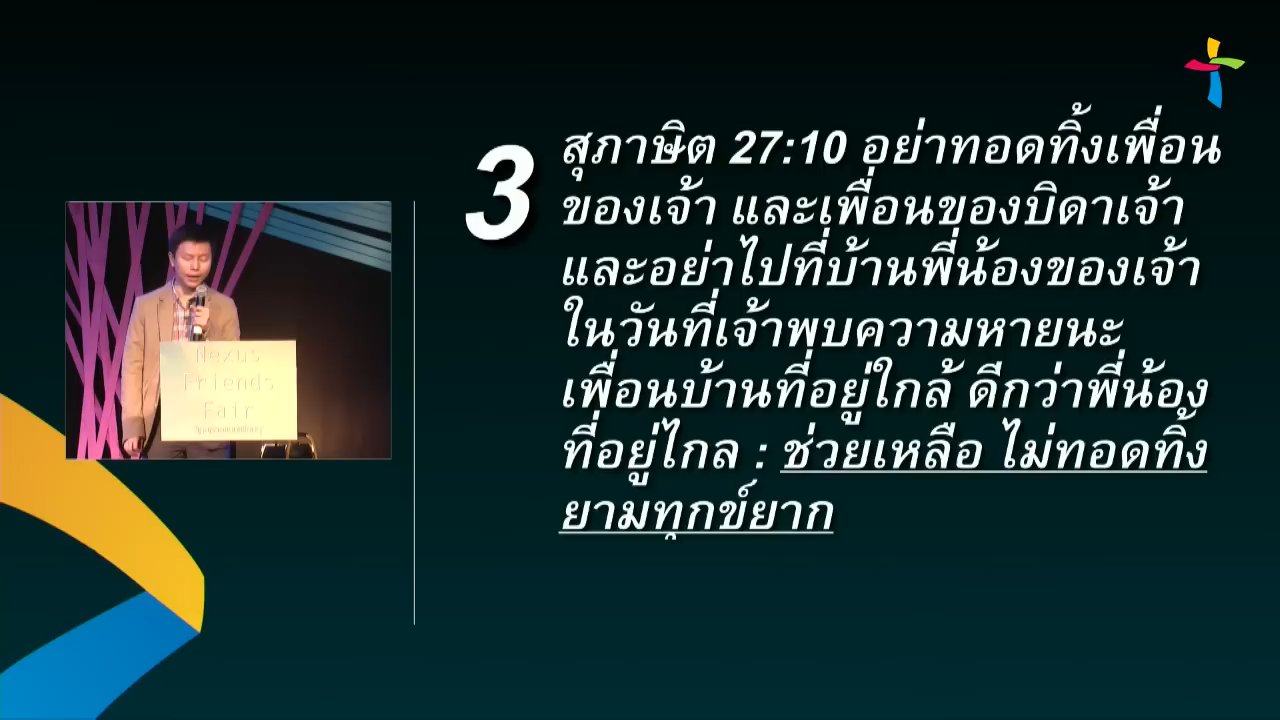 3
สุภาษิต 27:10 อย่าทอดทิ้งเพื่อน
ของเจ้า และเพื่อนของบิดาเจ้า
และอย่าไปที่บ้านพี่น้องของเจ้า
ในวันที่เจ้าพบความหายนะ
เพื่อนบ้านที่อยู่ใกล้ ดีกว่าพี่น้อง
ที่อยู่ไกล : ช่วยเหลือ ไม่ทอดทิ้ง
ยามทุกข์ยาก
Nexus
Friends
Fair